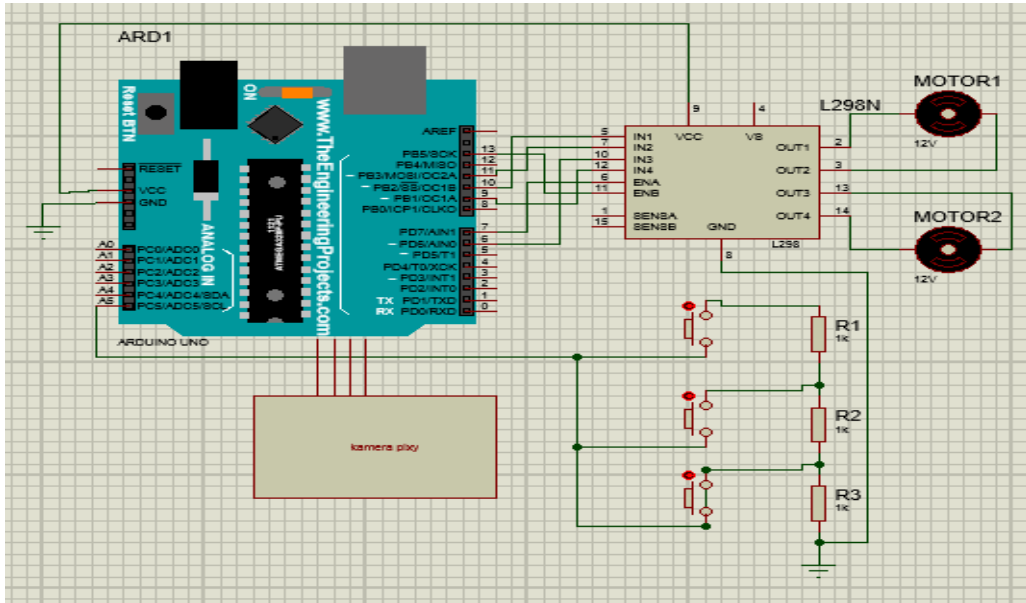 ARD1
Reset BTN
ON
www.TheEngineeringProjects.com
RESET
VCC
GND
ANALOG IN
A0 PC0/ADC0
A1 PC1/ADC1
A2 PC2/ADC2
A3 PC3/ADC3
A4 PC4/ADC4/SDA
A5 PC5/ADC5/SCL
AREF
PB5/SCK 13
PB4/MISO 12
PB3/MOSI/OC2A 11
PB2/SS/OC1B 10
PB1/OC1A 9
PB0/ICP1/CLKO 8
PD7/AIN1 7
PD6/AIN0 6
PD5/T1 5
PD4/T0/XCK 4
PD3/INT1 3
PD2/INT0 2
TX PD1/TXD 1
RX PD0/RXD 0
ARDUINO UNO
kamera pixy
L298N
9 VCC
4 VS
5 IN1
7 IN2
10 IN3
12 IN4
6 ENA
11 ENB
1 SENSA
15 SENSB
OUT1 2
OUT2 3
OUT3 13
OUT4 14
GND 8
L298
MOTOR1
12V
MOTOR2
12V
R1
1k
R2
1k
R3
1k